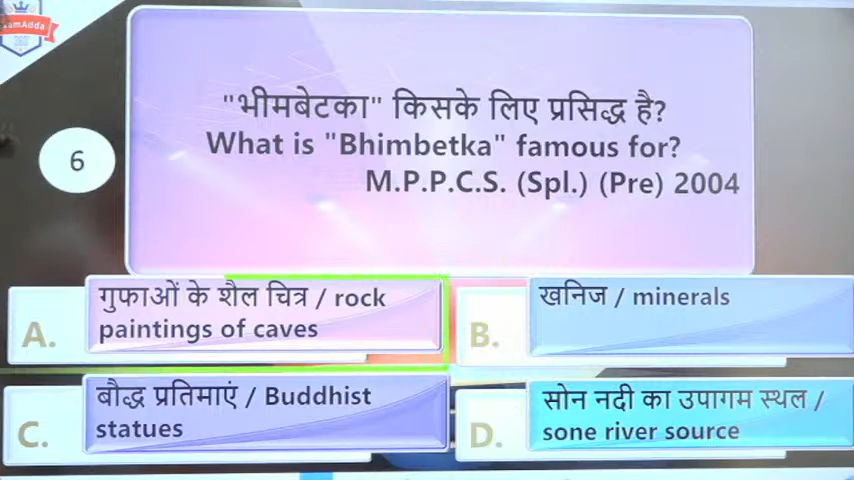 "भीमबेटका" किसके लिए प्रसिद्ध है?
What is "Bhimbetka" famous for?
M.P.P.C.S. (Spl.) (Pre) 2004
6
A.
गुफाओं के शैल चित्र / rock
paintings of caves
B.
खनिज / minerals
C.
बौद्ध प्रतिमाएं / Buddhist
statues
D.
सोन नदी का उपागम स्थल /
sone river source